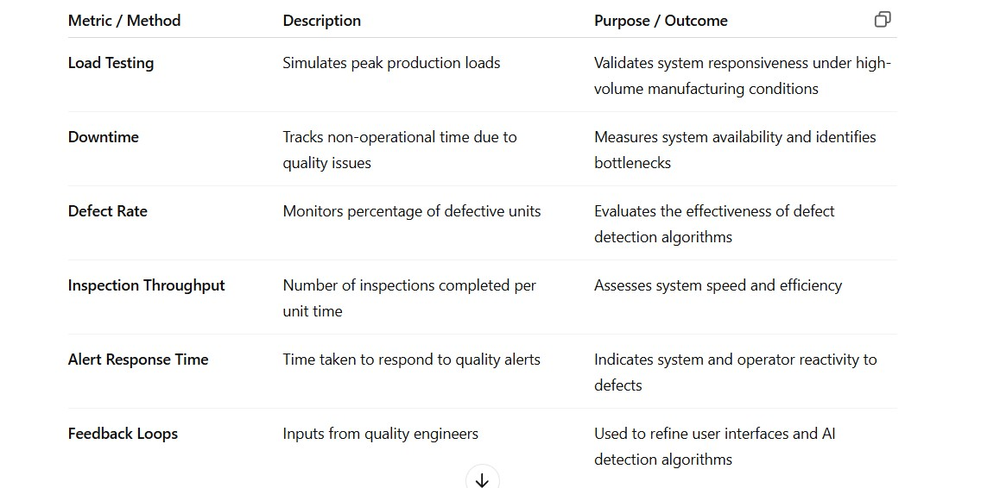 Metric / Method Description Purpose / Outcome
Load Testing Simulates peak production loads Validates system responsiveness under high-
volume manufacturing conditions
Downtime Tracks non-operational time due to Measures system availability and identifies
quality issues bottlenecks
Defect Rate Monitors percentage of defective units Evaluates the effectiveness of defect
detection algorithms
Inspection Throughput Number of inspections completed per Assesses system speed and efficiency
unit time
Alert Response Time Time taken to respond to quality alerts Indicates system and operator reactivity to
defects
Feedback Loops Inputs from quality engineers Used to refine user interfaces and AI
detection algorithms